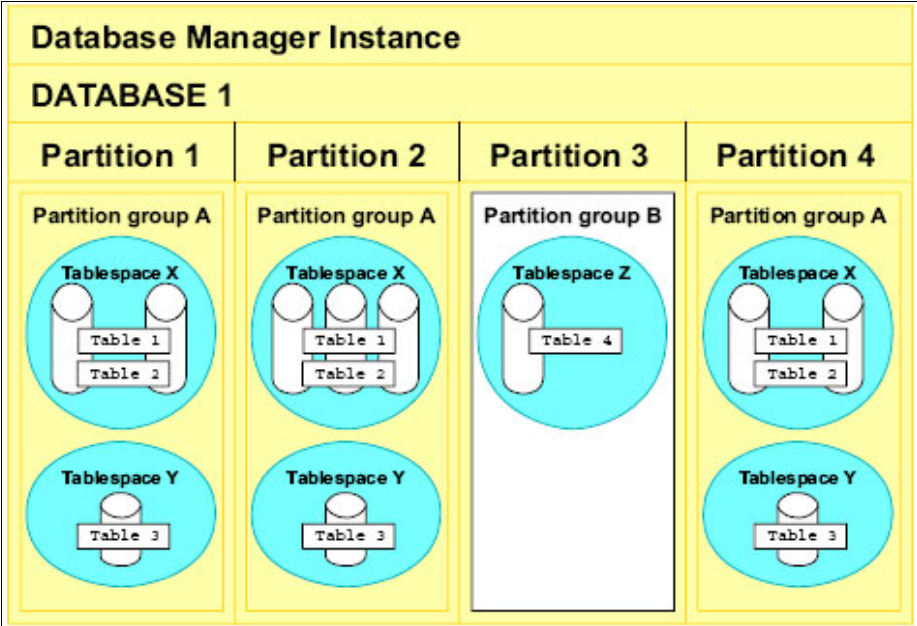 Database Manager Instance
DATABASE 1
Partition 1
Partition 2
Partition 3
Partition 4
Partition group A
Tablespace X
Table 1
Table 2
Tablespace Y
Table 3
Partition group A
Tablespace X
Table 1
Table 2
Tablespace Y
Table 3
Partition group B
Tablespace Z
Table 4
Partition group A
Tablespace X
Table 1
Table 2
Tablespace Y
Table 3